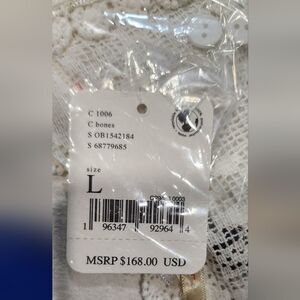 C 1006
C bones
S OB1542184
S 68779685
size
L
1 96347 92964 4
MSRP $168.00 USD